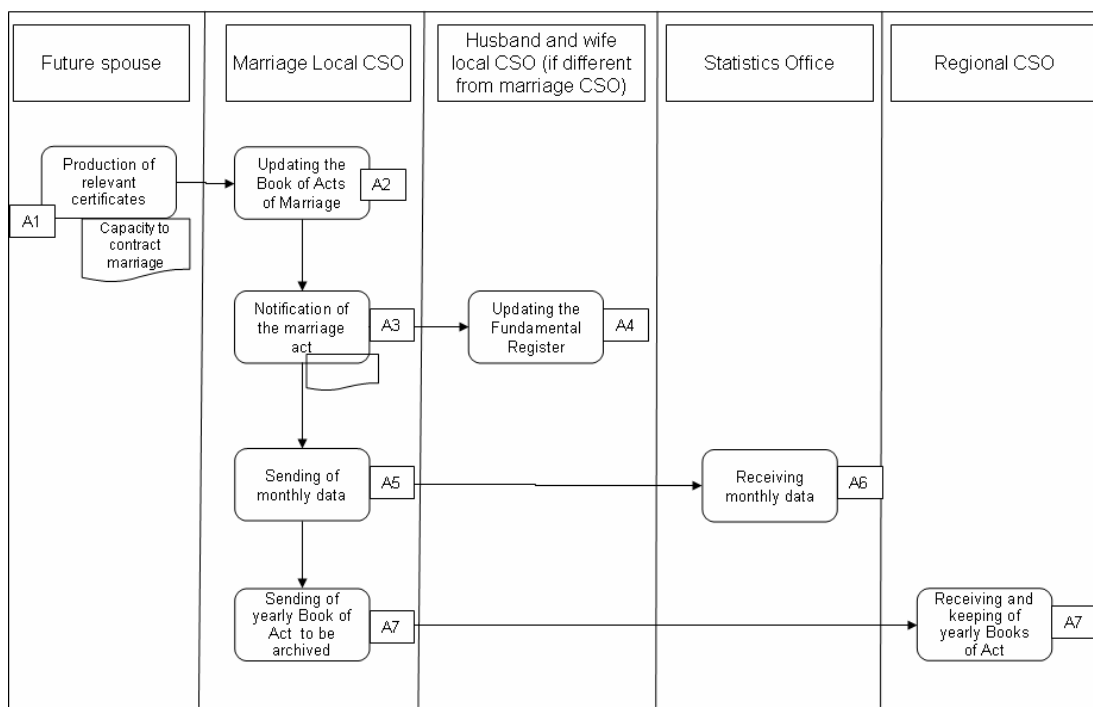 Future spouse
Marriage Local CSO
Husband and wife
local CSO (if different
from marriage CSO)
Statistics Office
Regional CSO
Production of
relevant
certificates
A1
Capacity to
contract
marriage
Updating the
Book of Acts
of Marriage
A2
Notification of
the marriage
act
A3
Updating the
Fundamental
Register
A4
Sending of
monthly data
A5
Receiving
monthly data
A6
Sending of
yearly Book of
Act to be
archived
A7
Receiving and
keeping of
yearly Books
of Act
A7